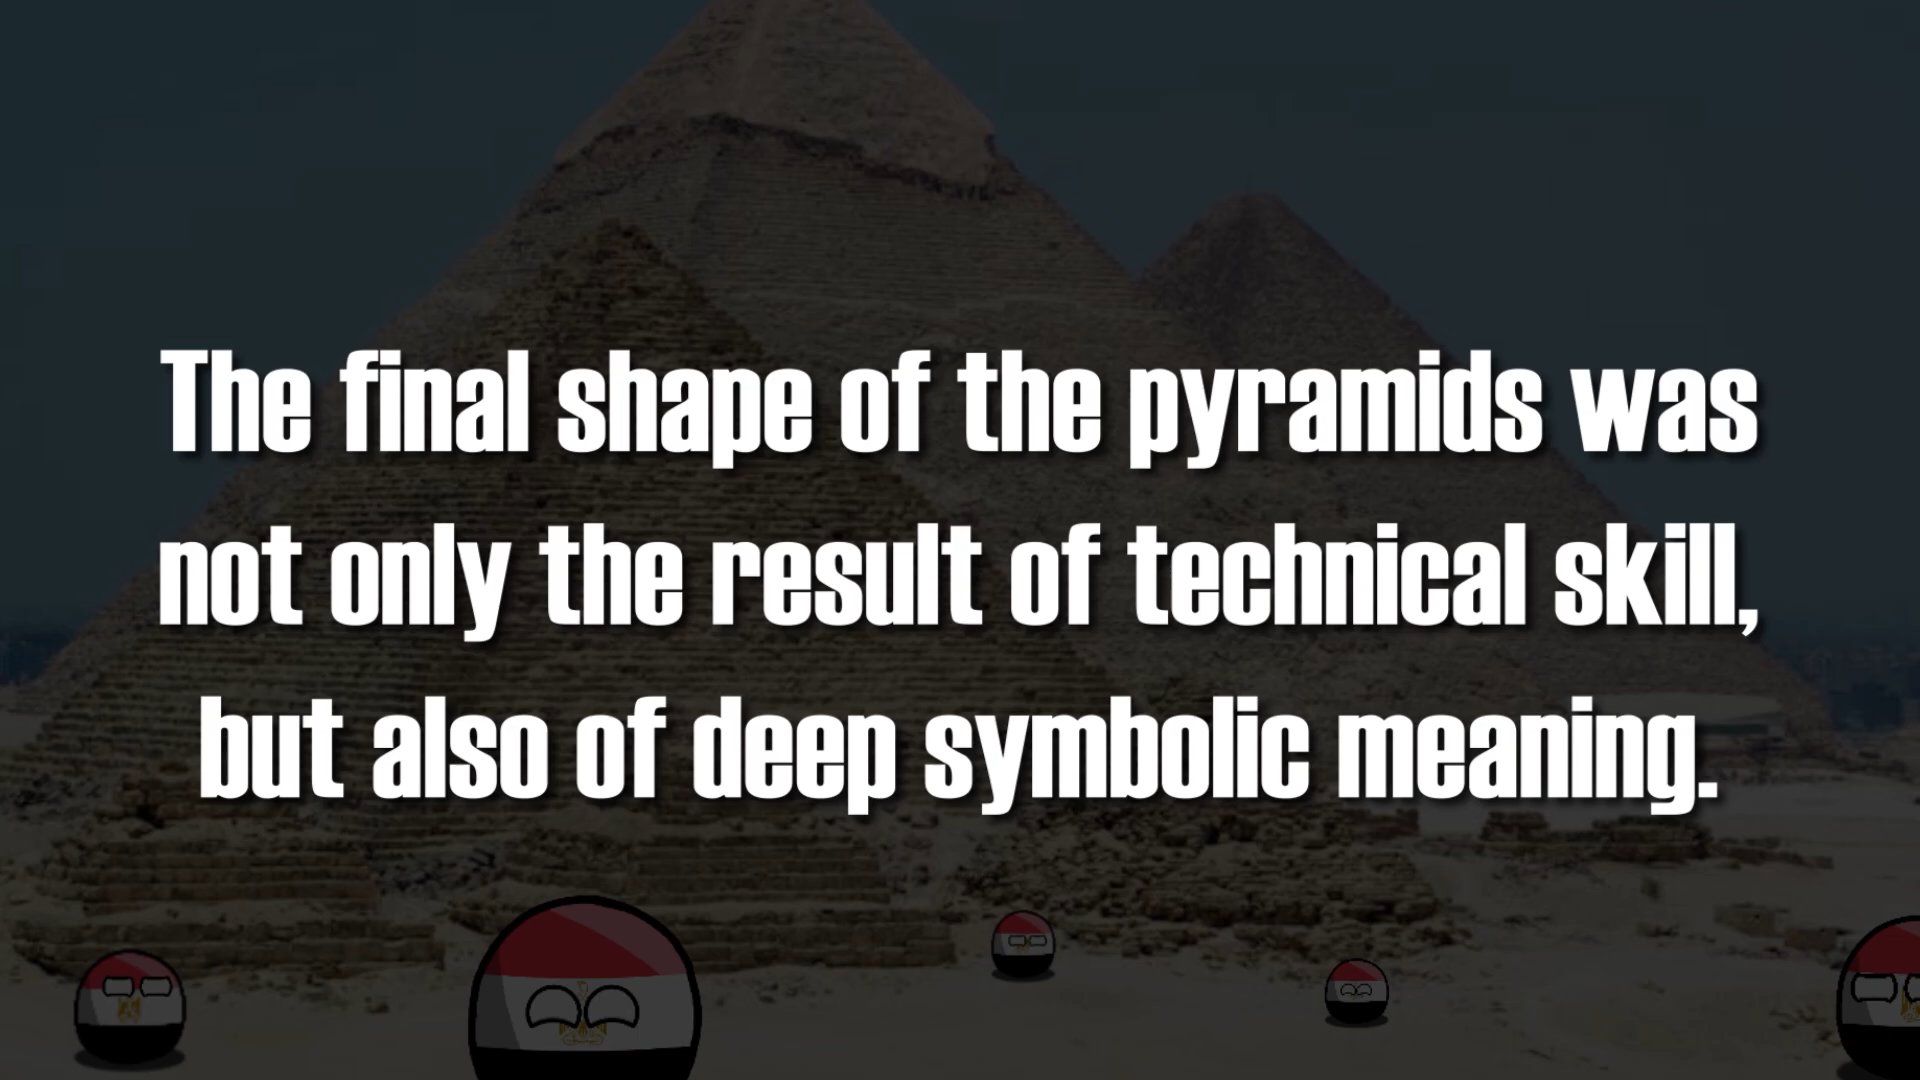 The final shape of the pyramids was
not only the result of technical skill,
but also of deep symbolic meaning.